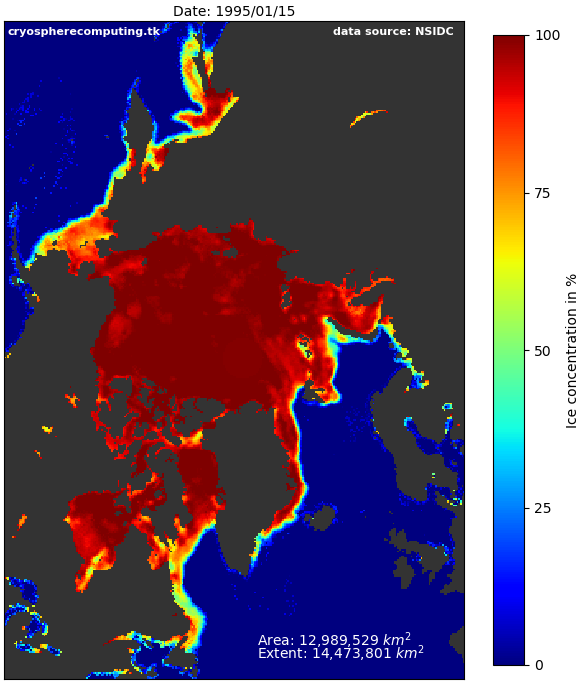 Date: 1995/01/15
cryospherecomputing.tk
data source: NSIDC
100
75
50
25
0
Ice concentration in %
Area: 12,989,529 km²
Extent: 14,473,801 km²